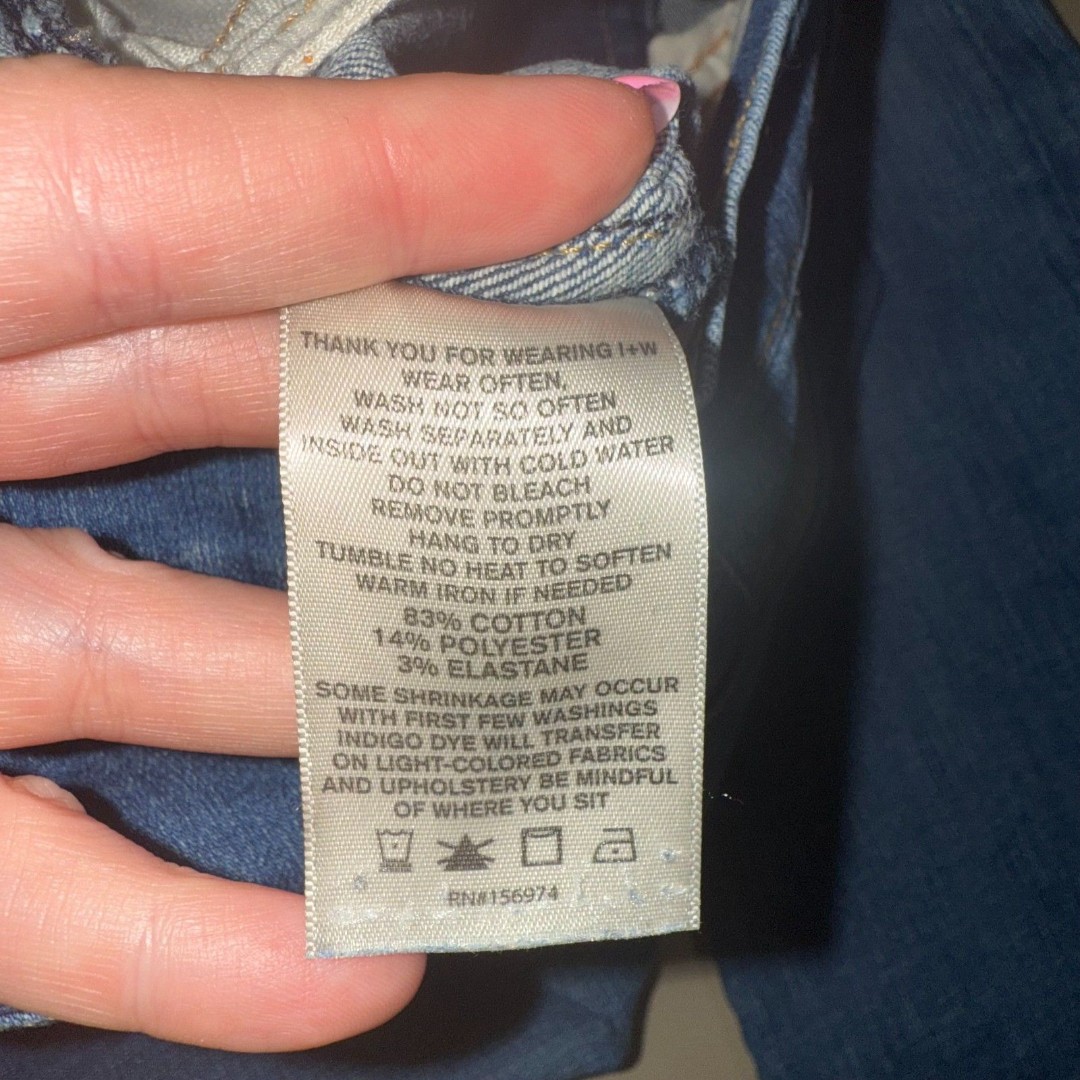 THANK YOU FOR WEARING I+W
WEAR OFTEN,
WASH NOT SO OFTEN
WASH SEPARATELY AND
INSIDE OUT WITH COLD WATER
DO NOT BLEACH
REMOVE PROMPTLY
HANG TO DRY
TUMBLE NO HEAT TO SOFTEN
WARM IRON IF NEEDED
83% COTTON
14% POLYESTER
3% ELASTANE
SOME SHRINKAGE MAY OCCUR
WITH FIRST FEW WASHINGS
INDIGO DYE WILL TRANSFER
ON LIGHT-COLORED FABRICS
AND UPHOLSTERY BE MINDFUL
OF WHERE YOU SIT
RN#156974